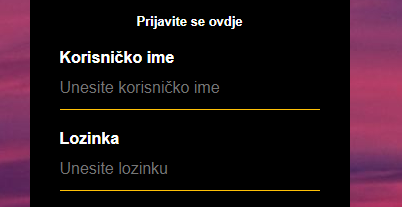 Prijavite se ovdje
Korisničko ime
Unesite korisničko ime
Lozinka
Unesite lozinku